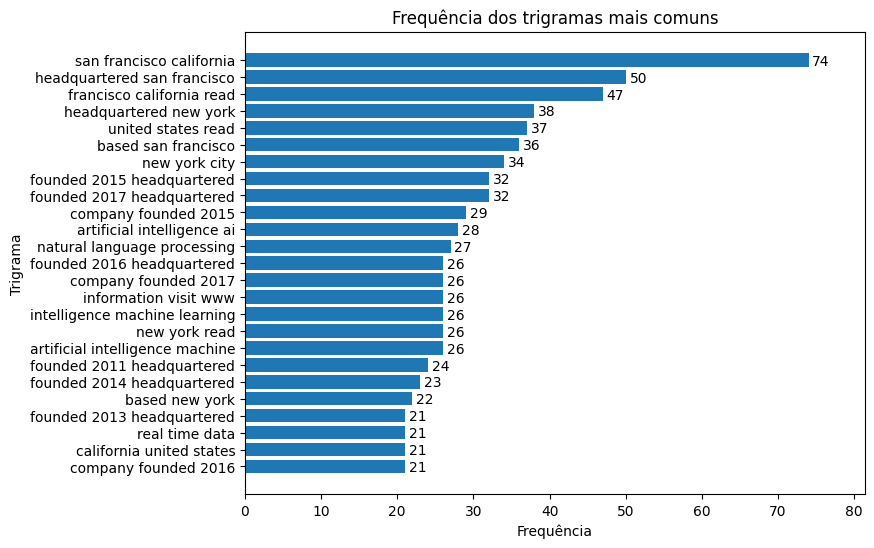 Frequência dos trigramas mais comuns
san francisco california 74
headquartered san francisco 50
francisco california read 47
headquartered new york 38
united states read 37
based san francisco 36
new york city 34
founded 2015 headquartered 32
founded 2017 headquartered 32
company founded 2015 29
artificial intelligence ai 28
natural language processing 27
founded 2016 headquartered 26
company founded 2017 26
information visit www 26
intelligence machine learning 26
new york read 26
artificial intelligence machine 26
founded 2011 headquartered 24
founded 2014 headquartered 23
based new york 22
founded 2013 headquartered 21
real time data 21
california united states 21
company founded 2016 21
Trigrama
0 10 20 30 40 50 60 70 80
Frequência